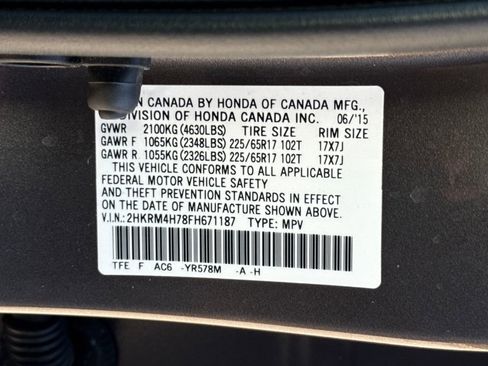 N CANADA BY HONDA OF CANADA MFG.,
DIVISION OF HONDA CANADA INC. 06/'15
GVWR 2100KG(4630LBS) TIRE SIZE RIM SIZE
GAWR F 1065KG(2348LBS) 225/65R17 102T 17X7J
GAWR R 1055KG(2326LBS) 225/65R17 102T 17X7J
THIS VEHICLE CONFORMS TO ALL APPLICABLE
FEDERAL MOTOR VEHICLE SAFETY
AND THEFT PREVENTION STANDARDS IN EFFECT
ON THE DATE OF MANUFACTURE SHOWN ABOVE.
V.I.N.: 2HKRM4H78FH671187 TYPE: MPV
TFE F AC6 -YR578M -A -H